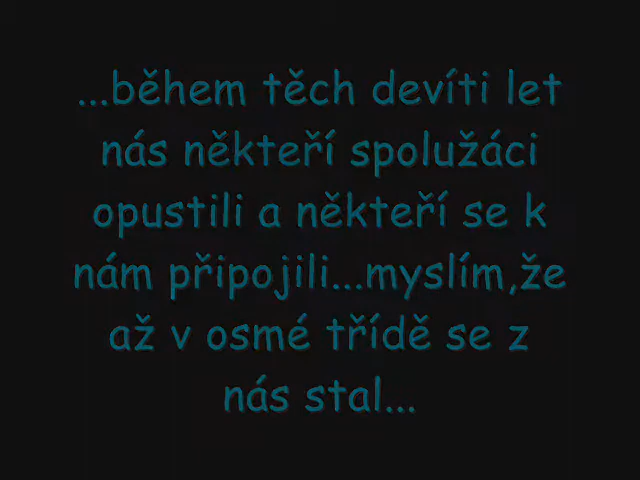 ...během těch devíti let
nás někteří spolužáci
opustili a někteří se k
nám připojili...myslím,že
až v osmé třídě se z
nás stal...